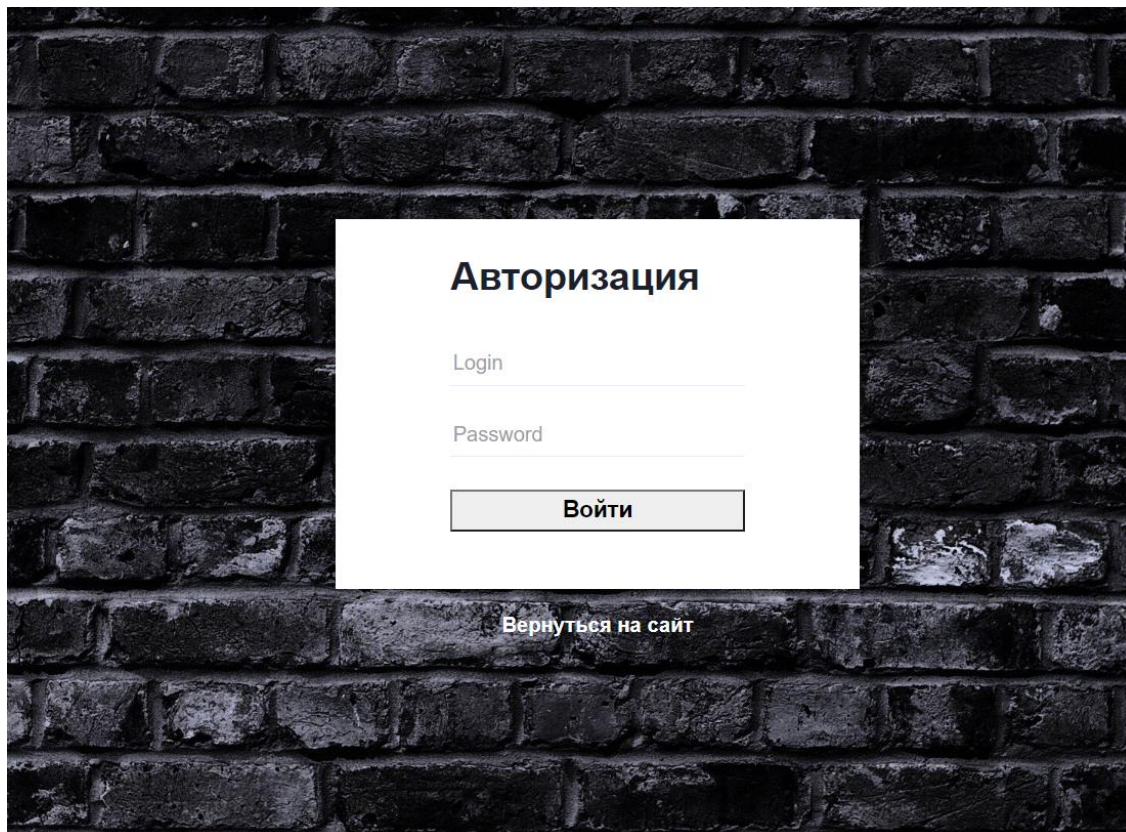 Авторизация
Login
Password
Войти
Вернуться на сайт